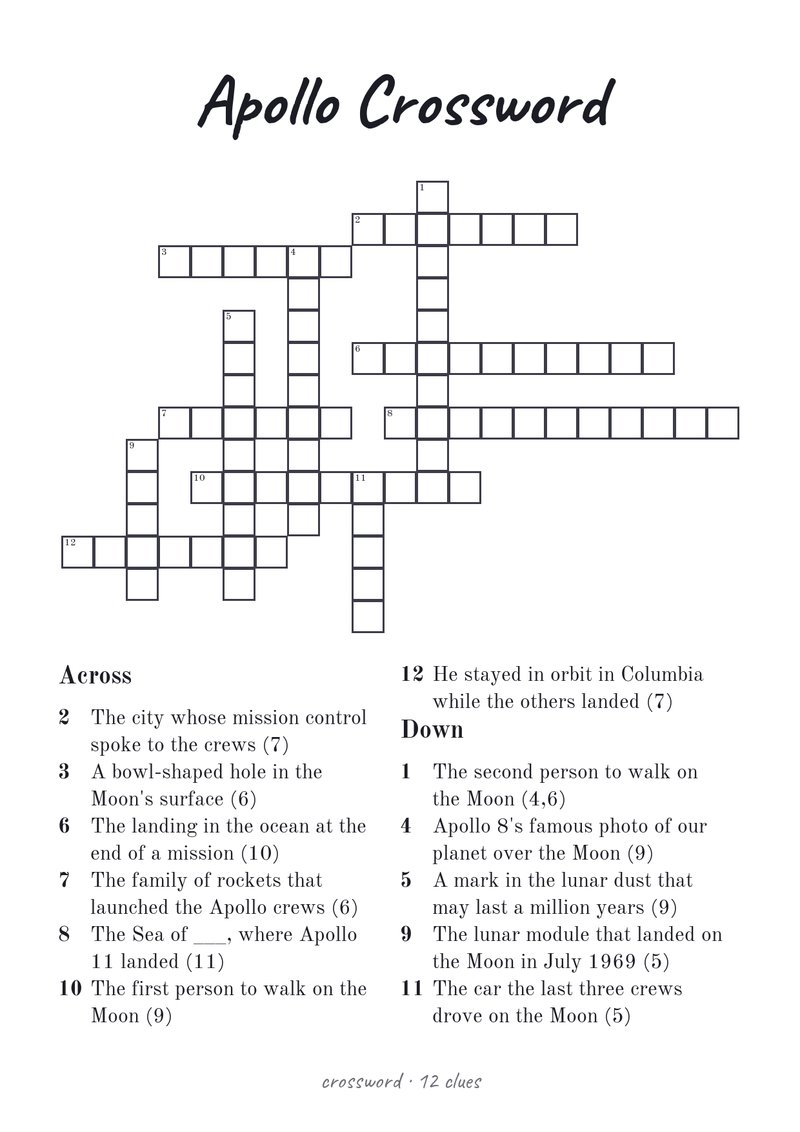 Apollo Crossword
1
2
3
4
5
6
7
8
9
10
11
12
Across
2 The city whose mission control
spoke to the crews (7)
3 A bowl-shaped hole in the
Moon's surface (6)
6 The landing in the ocean at the
end of a mission (10)
7 The family of rockets that
launched the Apollo crews (6)
8 The Sea of ___, where Apollo
11 landed (11)
10 The first person to walk on the
Moon (9)
12 He stayed in orbit in Columbia
while the others landed (7)
Down
1 The second person to walk on
the Moon (4,6)
4 Apollo 8's famous photo of our
planet over the Moon (9)
5 A mark in the lunar dust that
may last a million years (9)
9 The lunar module that landed on
the Moon in July 1969 (5)
11 The car the last three crews
drove on the Moon (5)
crossword · 12 clues